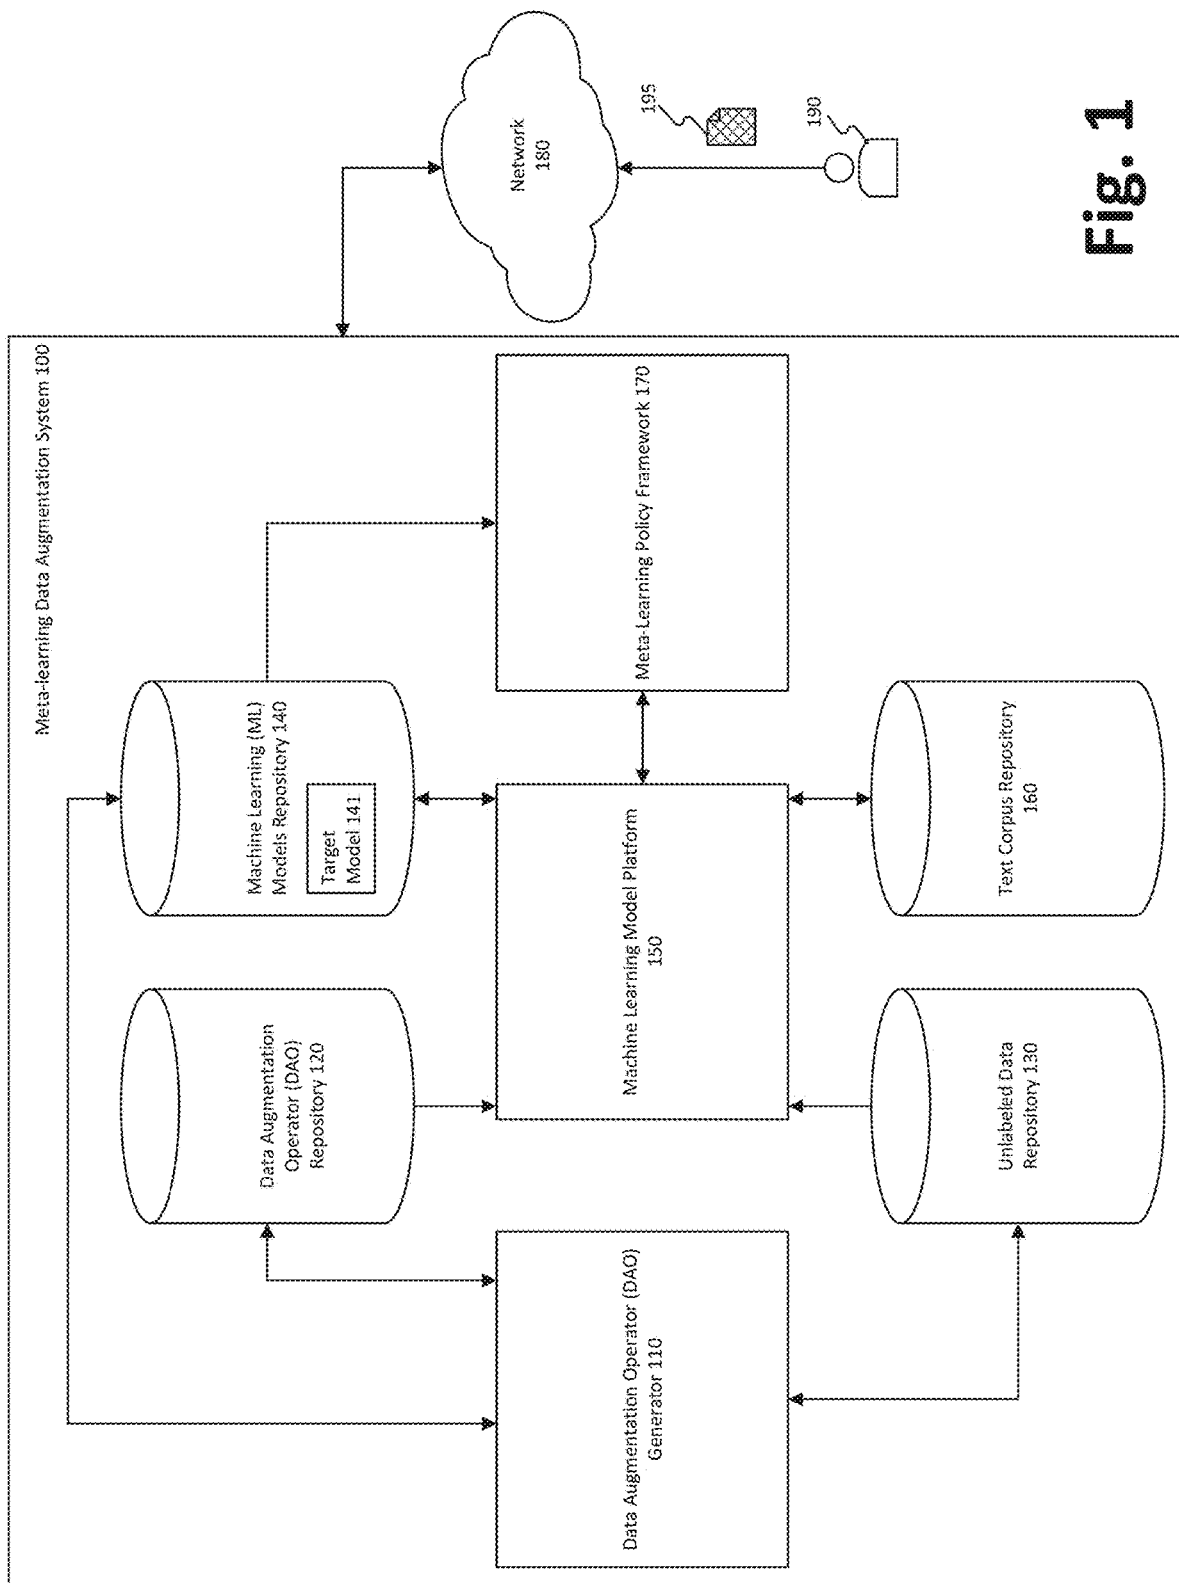 Meta-learning Data Augmentation System 100
Data Augmentation
Operator (DAO)
Repository 120
Machine Learning (ML)
Models Repository 140
Target
Model 141
Data Augmentation Operator (DAO)
Generator 110
Machine Learning Model Platform
150
Meta-Learning Policy Framework 170
Unlabeled Data
Repository 130
Text Corpus Repository
160
Network
180
195
190
Fig. 1